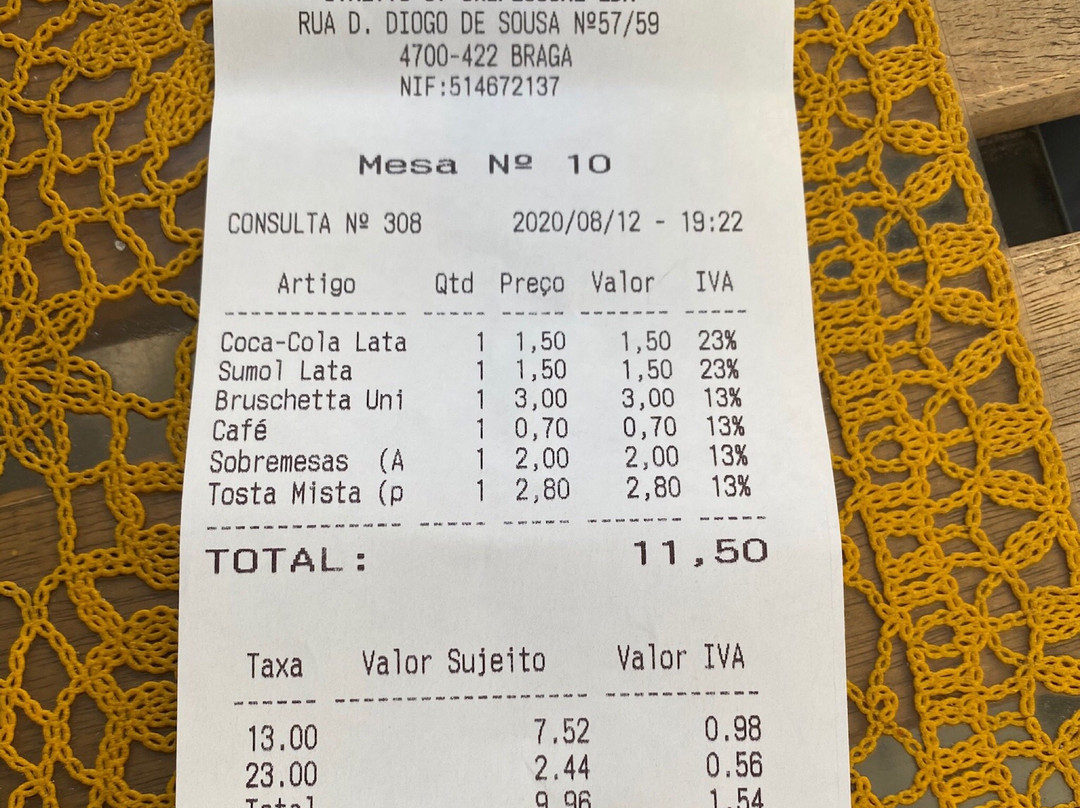 RUA D. DIOGO DE SOUSA Nº57/59
4700-422 BRAGA
NIF:514672137
Mesa Nº 10
CONSULTA Nº 308 2020/08/12 - 19:22
Artigo Qtd Preço Valor IVA
Coca-Cola Lata 1 1,50 1,50 23%
Sumol Lata 1 1,50 1,50 23%
Bruschetta Uni 1 3,00 3,00 13%
Café 1 0,70 0,70 13%
Sobremesas (A 1 2,00 2,00 13%
Tosta Mista (p 1 2,80 2,80 13%
TOTAL: 11,50
Taxa Valor Sujeito Valor IVA
13.00 7.52 0.98
23.00 2.44 0.56
Total 9.96 1.54